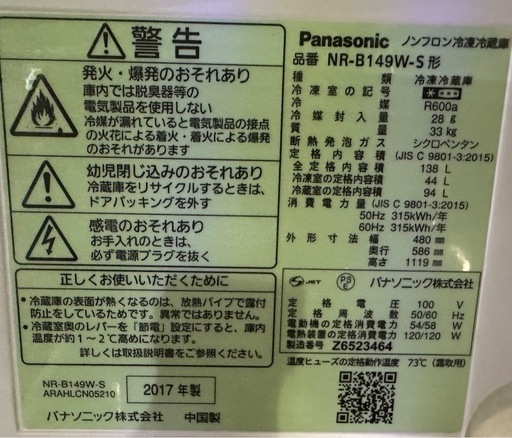 警告
発火・爆発のおそれあり
庫内では脱臭器等の
電気製品を使用しない
冷媒が漏れていると電気製品の接点
の火花による着火・着火による爆発
のおそれがあります
幼児閉じ込めのおそれあり
冷蔵庫をリサイクルするときは、
ドアパッキングを外す
感電のおそれあり
お手入れのときは、
必ず電源プラグを抜く
正しくお使いいただくために
●冷蔵庫の表面が熱くなるのは、放熱パイプで露付
防止をしているためです。異常ではありません。
●冷蔵室奥のレバーを「節電」設定にすると、庫内
温度が約1～2℃高めになります。
詳しくは取扱説明書をご参照ください。
NR-B149W-S
ARAHLCN05210
2017年製
パナソニック株式会社 中国製
Panasonic ノンフロン冷凍冷蔵庫
品番 NR-B149W-S形
種類 冷凍冷蔵庫
冷凍室の記号
冷媒 R600a
冷媒封入量 28g
質量 33kg
断熱発泡ガス シクロペンタン
定格内容積 (JIS C 9801-3:2015)
全定格内容積 138 L
冷凍室の定格内容積 44 L
冷蔵室の定格内容積 94 L
消費電力量 (JIS C 9801-3:2015)
50Hz 315kWh/年
60Hz 315kWh/年
外形寸法 幅 480 mm
奥行 586 mm
高さ 1119 mm
S JET PSE パナソニック株式会社
定格電圧 100 V
定格周波数 50/60 Hz
電動機の定格消費電力 54/58 W
電熱装置の定格消費電力 120/120 W
製造番号 Z6523464
温度ヒューズの定格動作温度 73℃(霜取用)